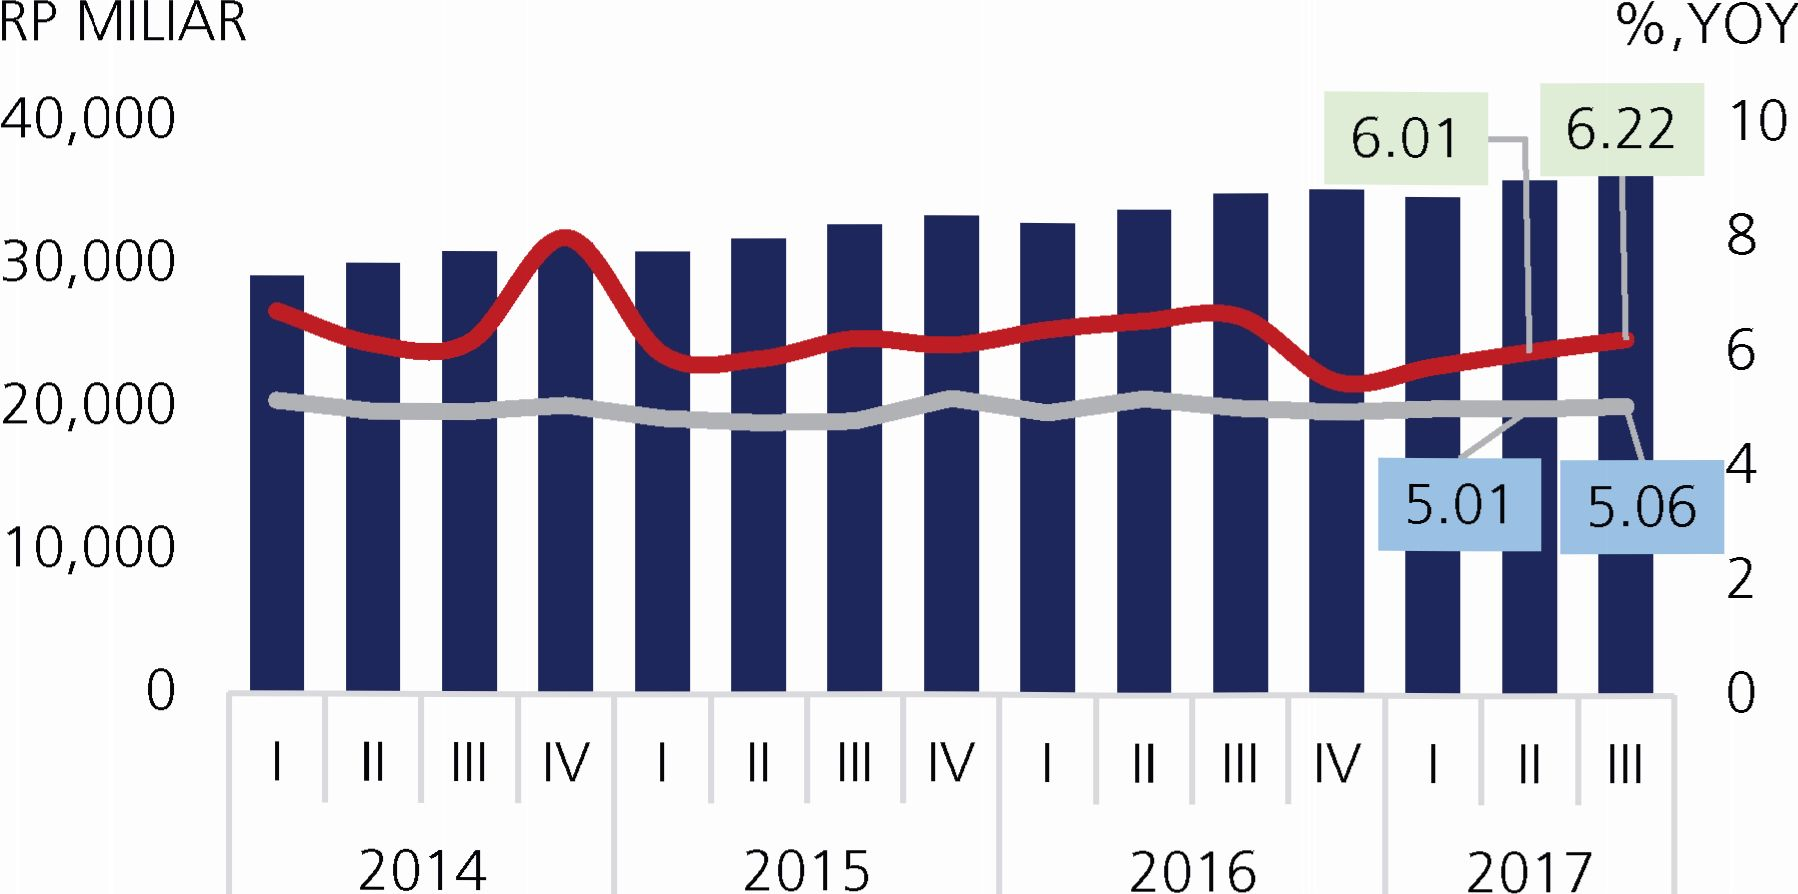 RP MILIAR %,YOY
40,000 6.01 6.22 10
30,000 8
20,000 6
5.01 5.06 4
10,000 2
0 0
I II III IV I II III IV I II III IV I II III
2014 2015 2016 2017